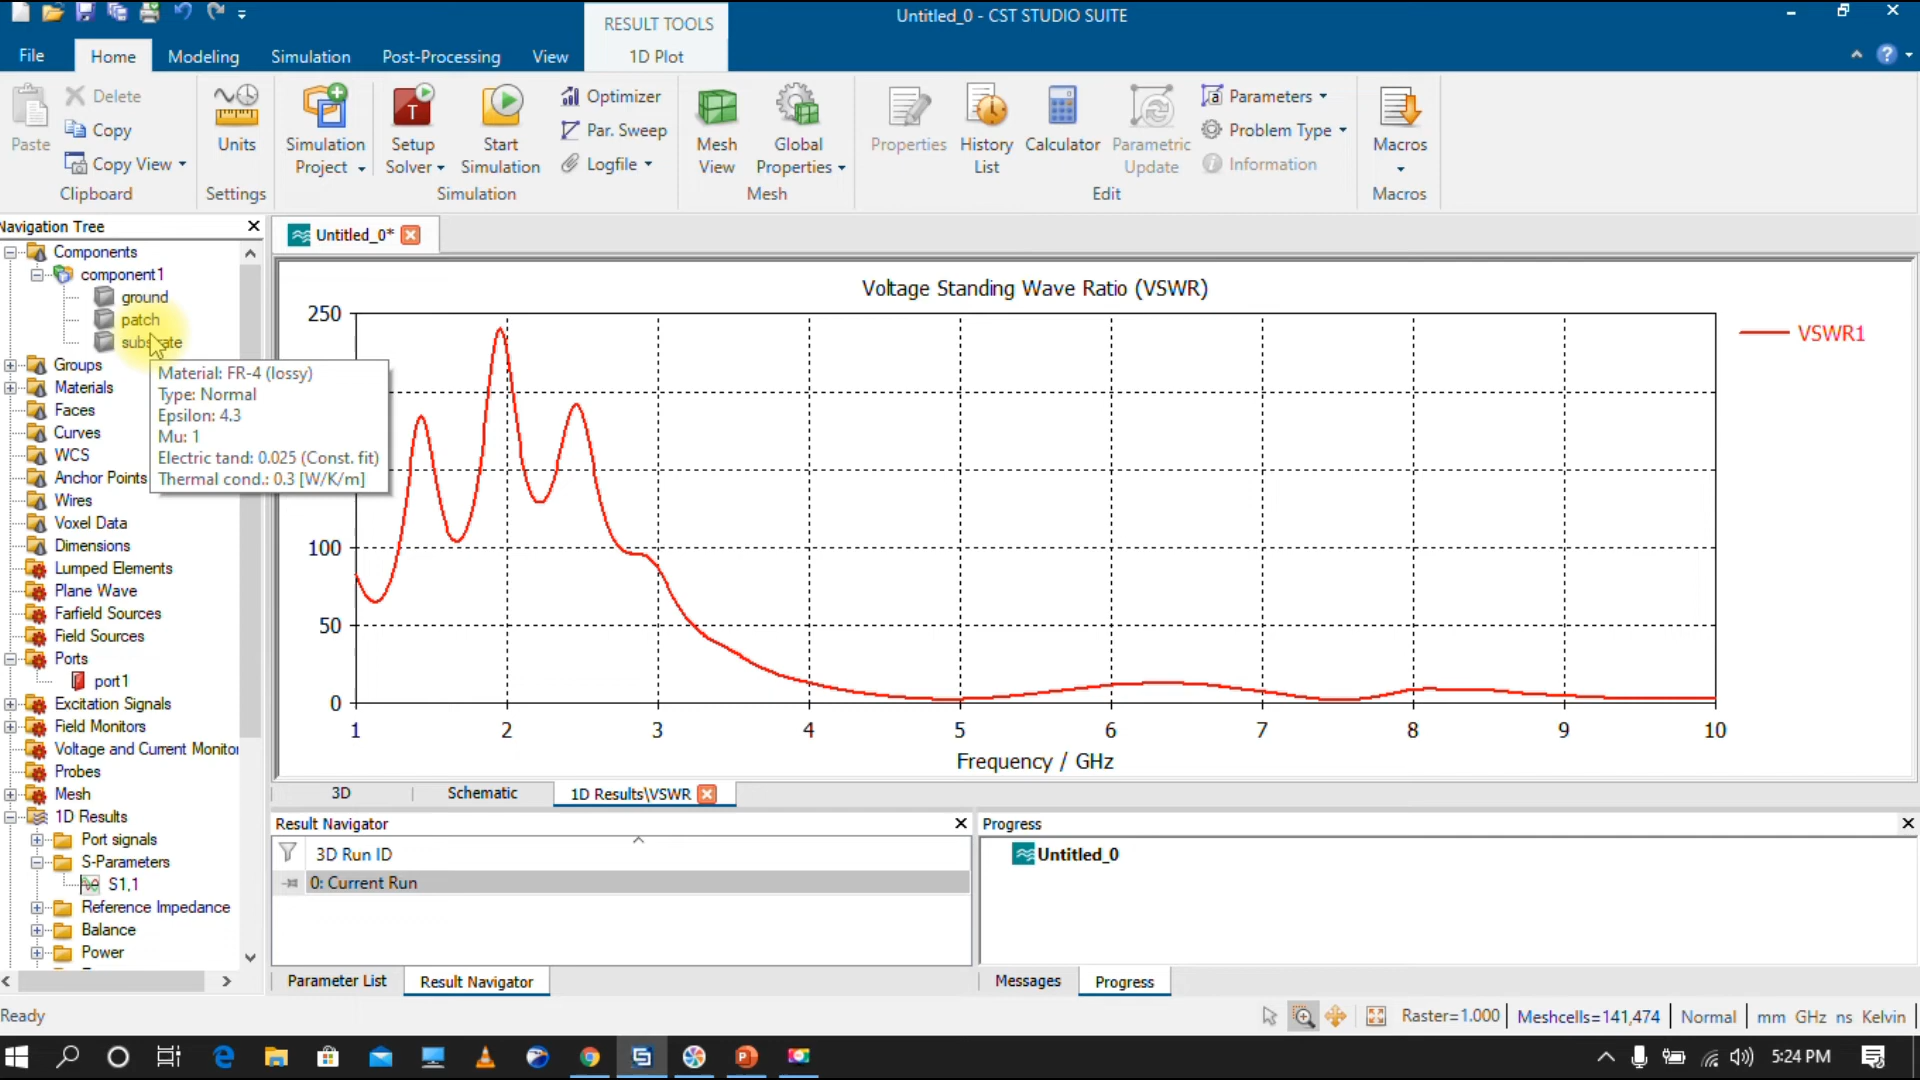 RESULT TOOLS
Untitled_0 - CST STUDIO SUITE
File
Home
Modeling
Simulation
Post-Processing
View
1D Plot
Paste
Delete
Copy
Copy View
Clipboard
Units
Settings
Simulation
Project
Setup
Solver
Start
Simulation
Optimizer
Par. Sweep
Logfile
Simulation
Mesh
View
Global
Properties
Mesh
Properties
History
List
Calculator
Parametric
Update
Parameters
Problem Type
Information
Edit
Macros
Macros
Navigation Tree
Components
component1
ground
patch
substrate
Groups
Materials
Faces
Curves
WCS
Anchor Points
Wires
Voxel Data
Dimensions
Lumped Elements
Plane Wave
Farfield Sources
Field Sources
Ports
port1
Excitation Signals
Field Monitors
Voltage and Current Monitor
Probes
Mesh
1D Results
Port signals
S-Parameters
S1,1
Reference Impedance
Balance
Power
Material: FR-4 (lossy)
Type: Normal
Epsilon: 4.3
Mu: 1
Electric tand: 0.025 (Const. fit)
Thermal cond.: 0.3 [W/K/m]
Untitled_0*
Voltage Standing Wave Ratio (VSWR)
250
100
50
0
1 2 3 4 5 6 7 8 9 10
Frequency / GHz
VSWR1
3D
Schematic
1D Results\VSWR
Result Navigator
3D Run ID
0: Current Run
Parameter List
Result Navigator
Progress
Untitled_0
Messages
Progress
Ready
Raster=1.000
Meshcells=141,474
Normal
mm GHz ns Kelvin
5:24 PM